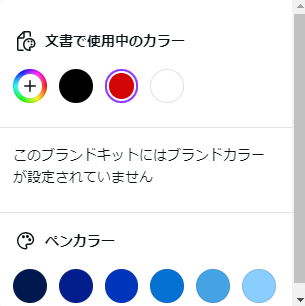 文書で使用中のカラー
このブランドキットにはブランドカラー
が設定されていません
ペンカラー